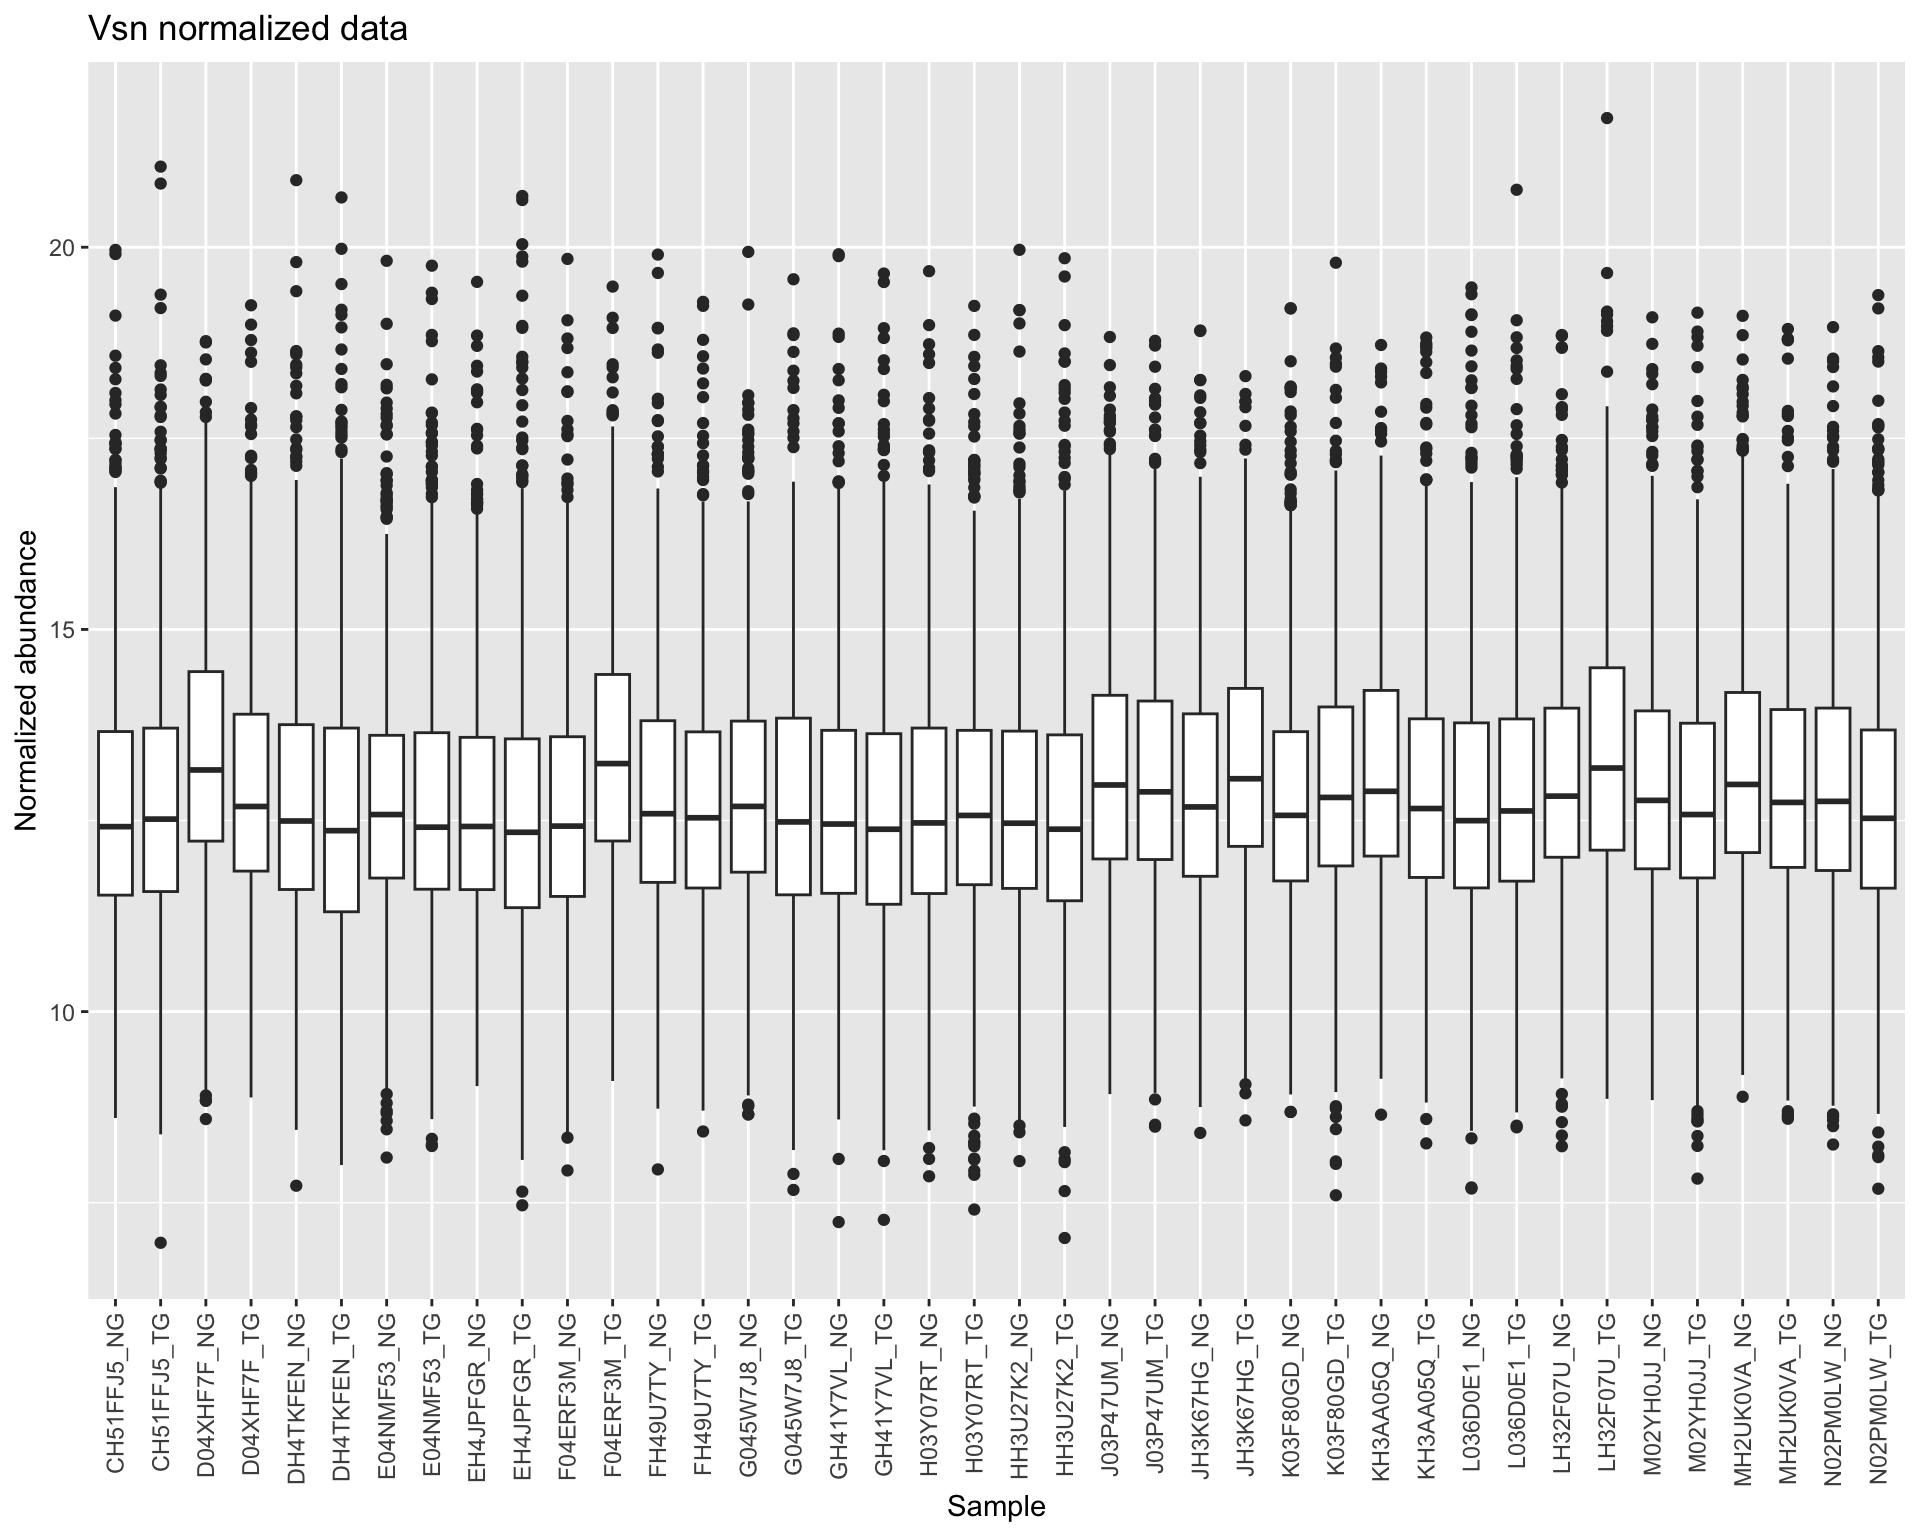 Vsn normalized data
Normalized abundance
20
15
10
CH51FFJ5_NG
CH51FFJ5_TG
D04XHF7F_NG
D04XHF7F_TG
DH4TKFEN_NG
DH4TKFEN_TG
E04NMF53_NG
E04NMF53_TG
EH4JPFGR_NG
EH4JPFGR_TG
F04ERF3M_NG
F04ERF3M_TG
FH49U7TY_NG
FH49U7TY_TG
G045W7J8_NG
G045W7J8_TG
GH41Y7VL_NG
GH41Y7VL_TG
H03Y07RT_NG
H03Y07RT_TG
HH3U27K2_NG
HH3U27K2_TG
J03P47UM_NG
J03P47UM_TG
JH3K67HG_NG
JH3K67HG_TG
K03F80GD_NG
K03F80GD_TG
KH3AA05Q_NG
KH3AA05Q_TG
L036D0E1_NG
L036D0E1_TG
LH32F07U_NG
LH32F07U_TG
M02YH0JJ_NG
M02YH0JJ_TG
MH2UK0VA_NG
MH2UK0VA_TG
N02PM0LW_NG
N02PM0LW_TG
Sample